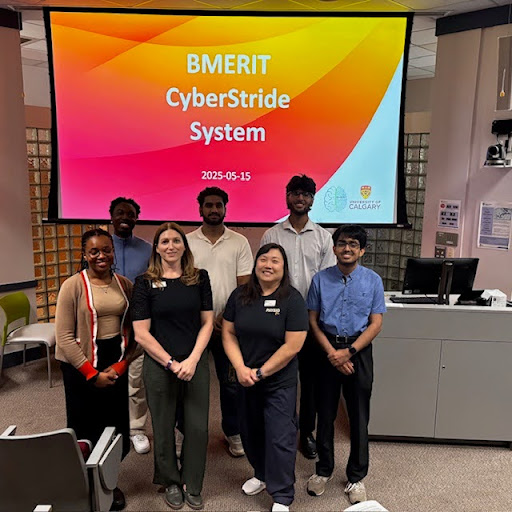 BMERIT
CyberStride
System
2025-05-15
UNIVERSITY OF
CALGARY